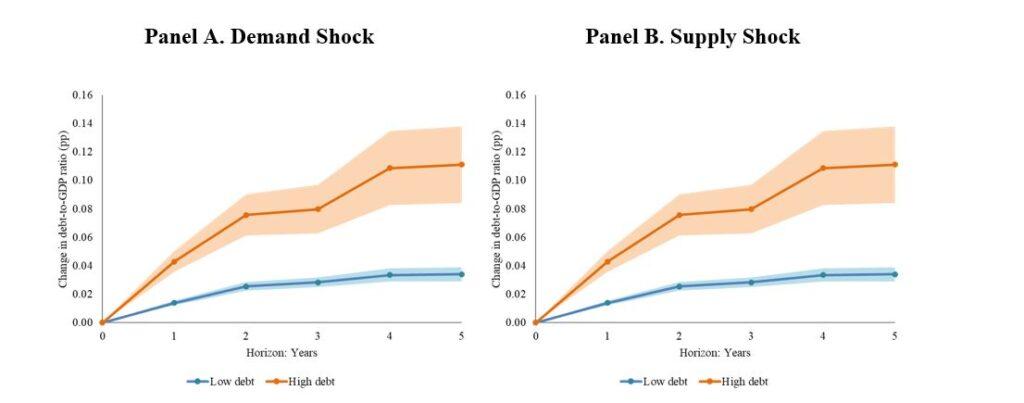 Panel A. Demand Shock
Change in debt-to-GDP ratio (pp)
0.16
0.14
0.12
0.10
0.08
0.06
0.04
0.02
0.00
0 1 2 3 4 5
Horizon: Years
Low debt High debt
Panel B. Supply Shock
Change in debt-to-GDP ratio (pp)
0.16
0.14
0.12
0.10
0.08
0.06
0.04
0.02
0.00
0 1 2 3 4 5
Horizon: Years
Low debt High debt